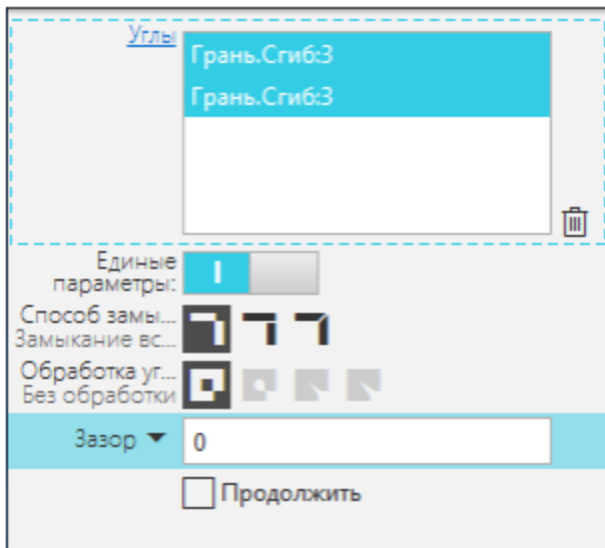 Углы
Грань.Сгиб:3
Грань.Сгиб:3
Единые
параметры:
Способ замы...
Замыкание вс...
Обработка уг...
Без обработки
Зазор
0
Продолжить